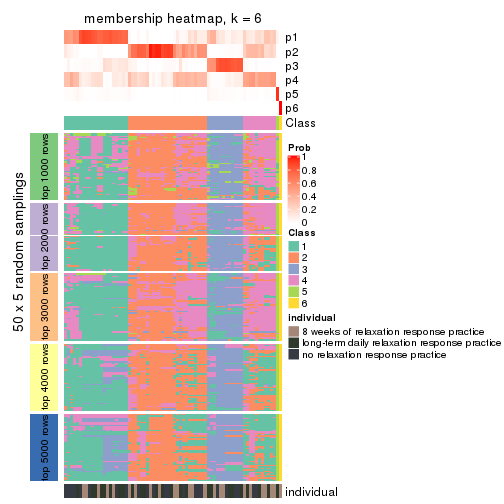 membership heatmap, k = 6
p1
p2
p3
p4
p5
p6
Class
50 x 5 random samplings
top 1000 rows
top 2000 rows
top 3000 rows
top 4000 rows
top 5000 rows
Prob
1
0.8
0.6
0.4
0.2
0
Class
1
2
3
4
5
6
individual
8 weeks of relaxation response practice
long-term daily relaxation response practice
no relaxation response practice
individual